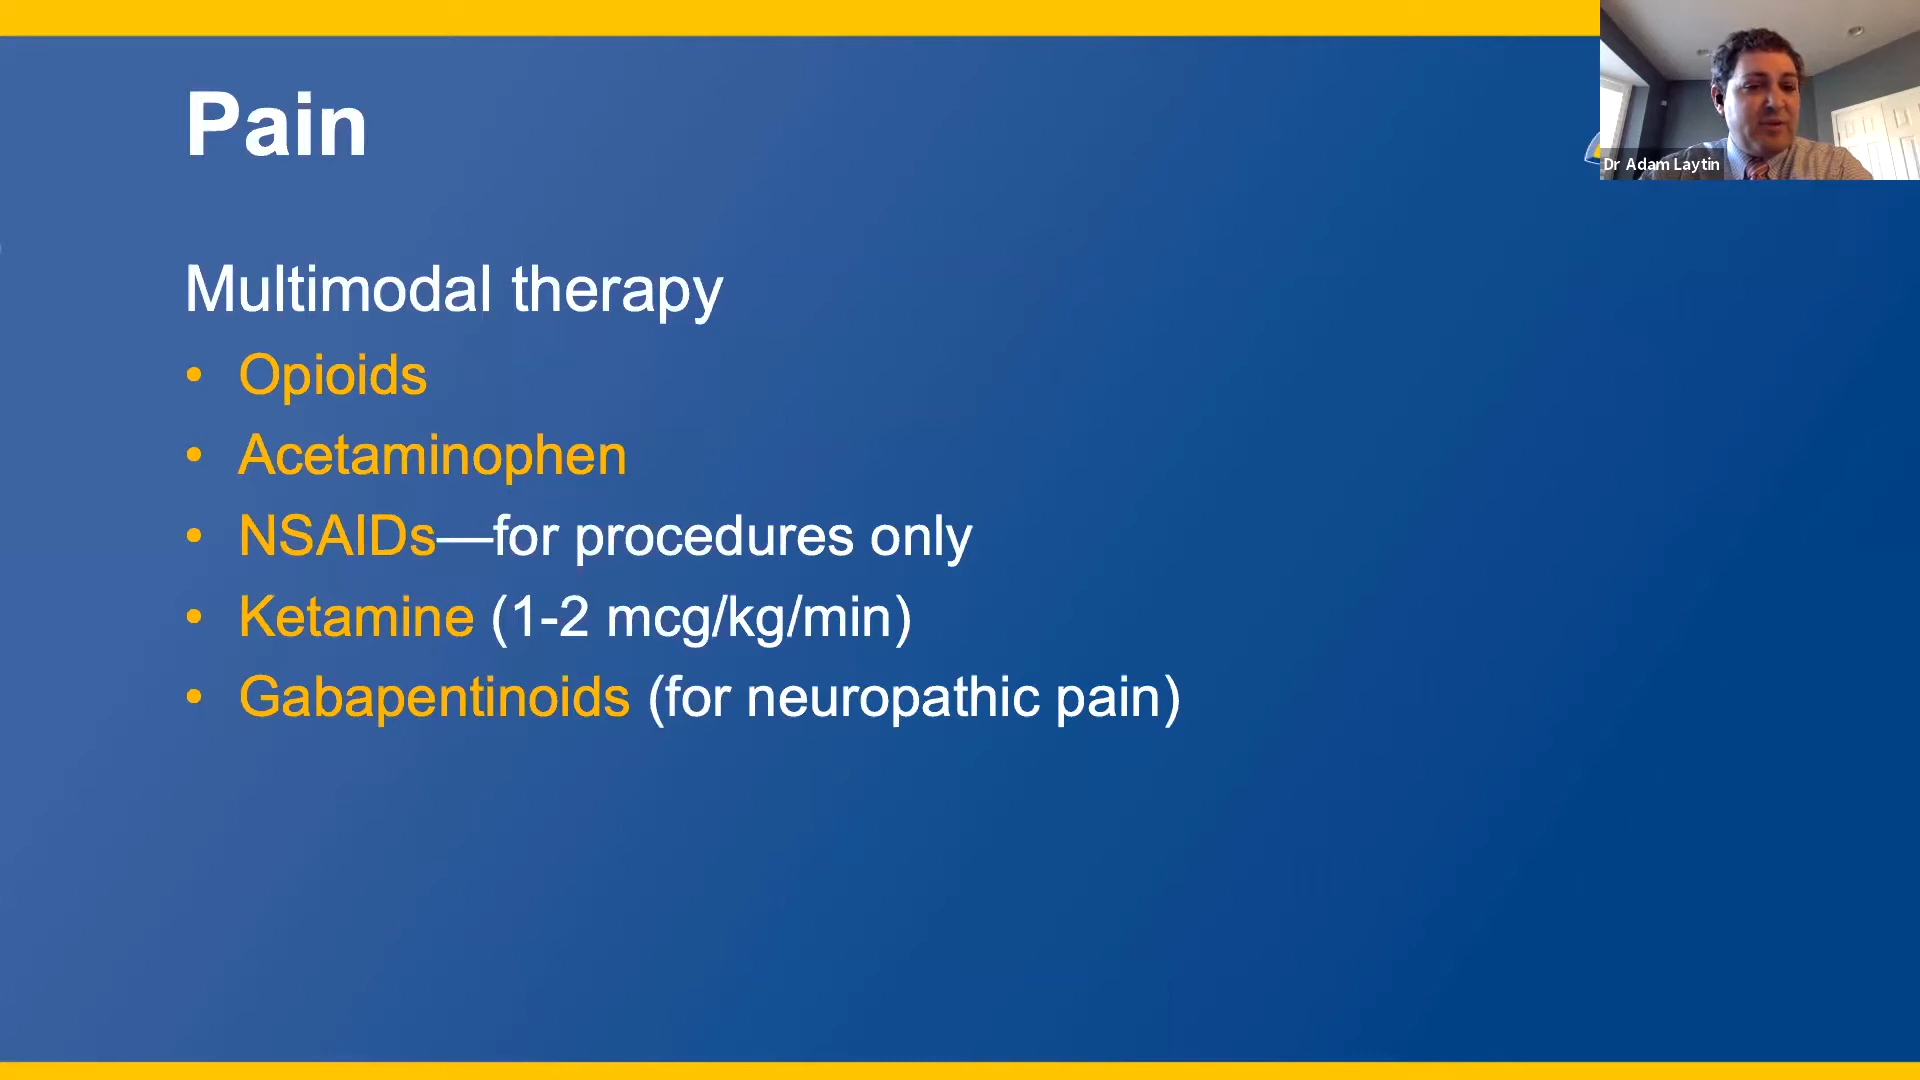 Pain
Dr Adam Laytin
Multimodal therapy
• Opioids
• Acetaminophen
• NSAIDs—for procedures only
• Ketamine (1-2 mcg/kg/min)
• Gabapentinoids (for neuropathic pain)